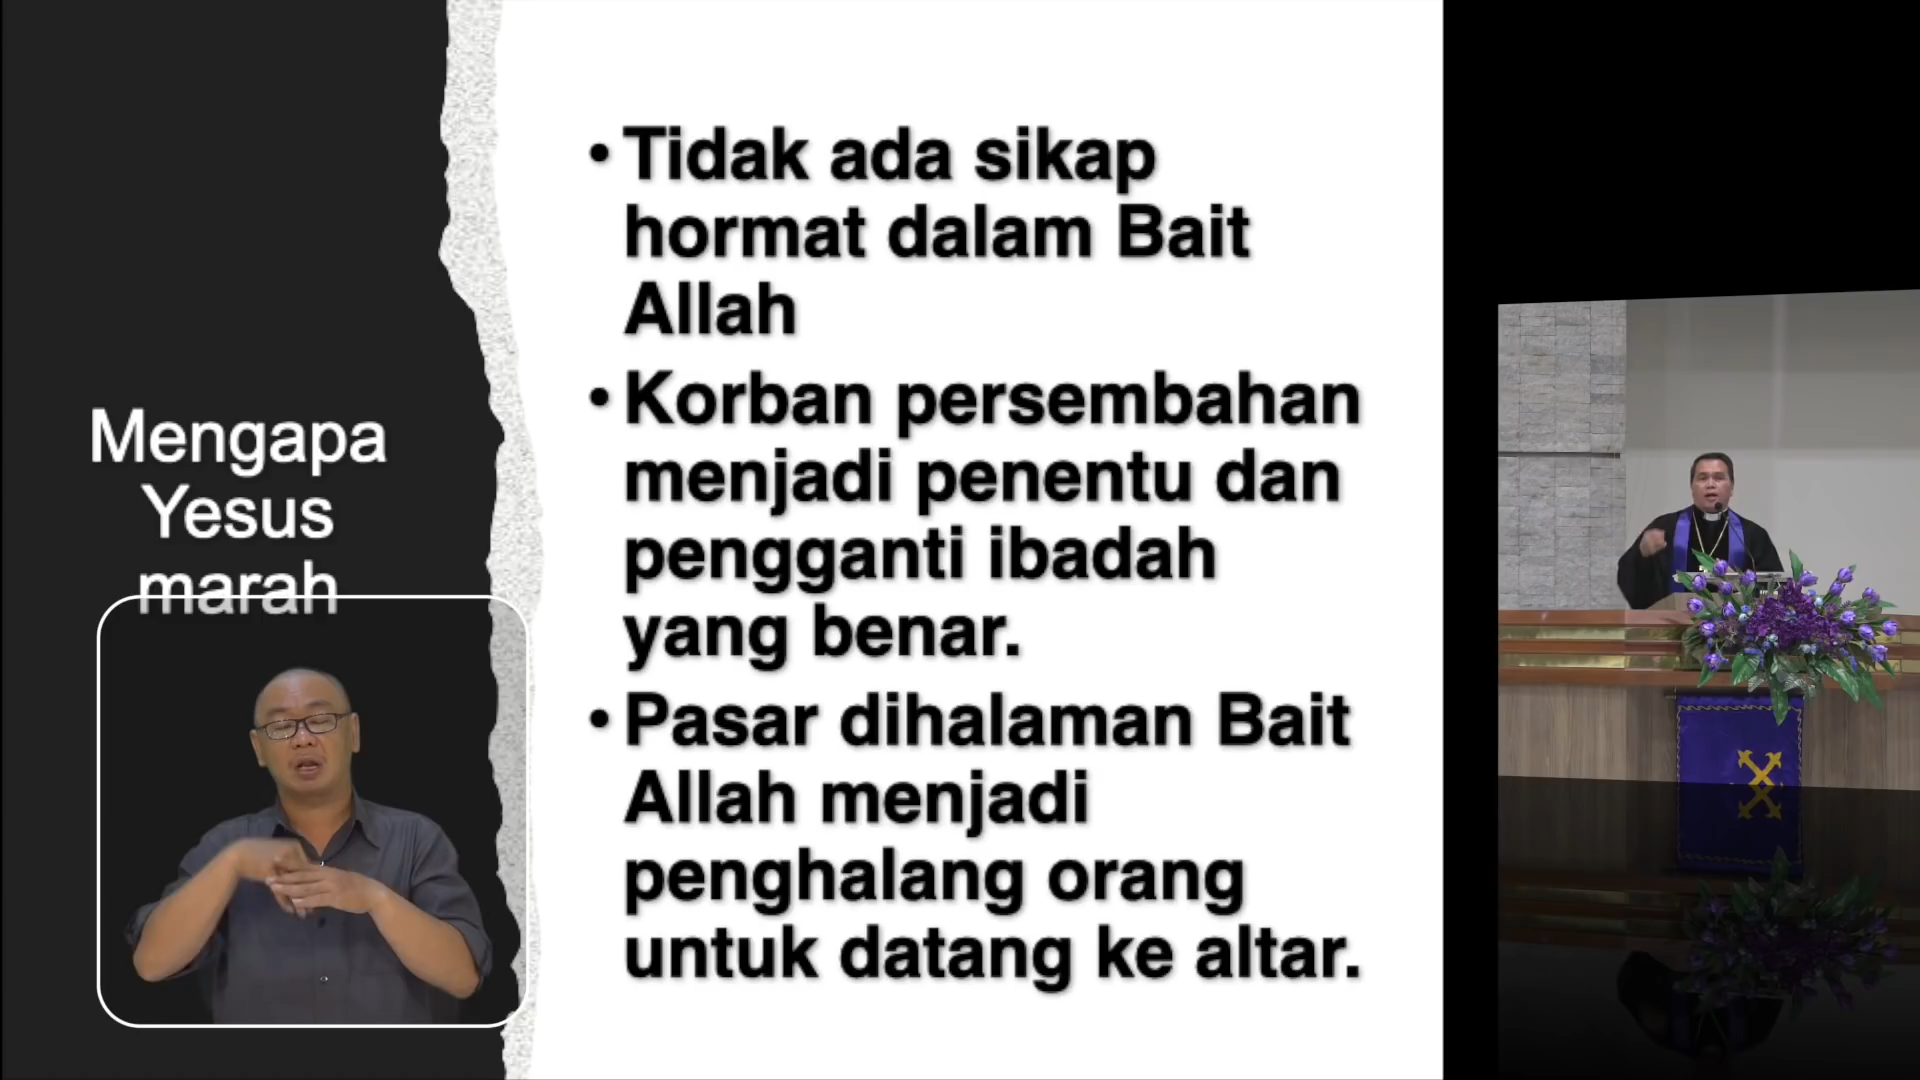 Mengapa
Yesus
marah
• Tidak ada sikap
hormat dalam Bait
Allah
• Korban persembahan
menjadi penentu dan
pengganti ibadah
yang benar.
• Pasar dihalaman Bait
Allah menjadi
penghalang orang
untuk datang ke altar.